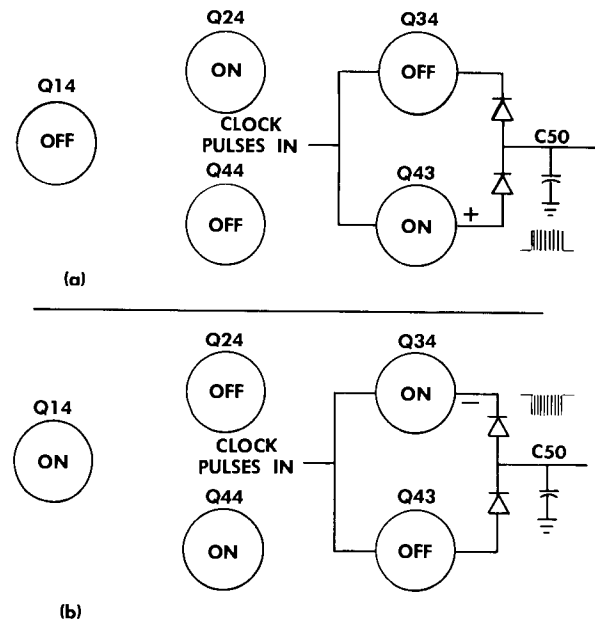 Q24
ON
Q34
OFF
Q14
OFF
CLOCK
PULSES IN
C50
Q44
OFF
Q43
ON
+
(a)
Q24
OFF
Q34
ON
−
Q14
ON
CLOCK
PULSES IN
C50
Q44
ON
Q43
OFF
(b)